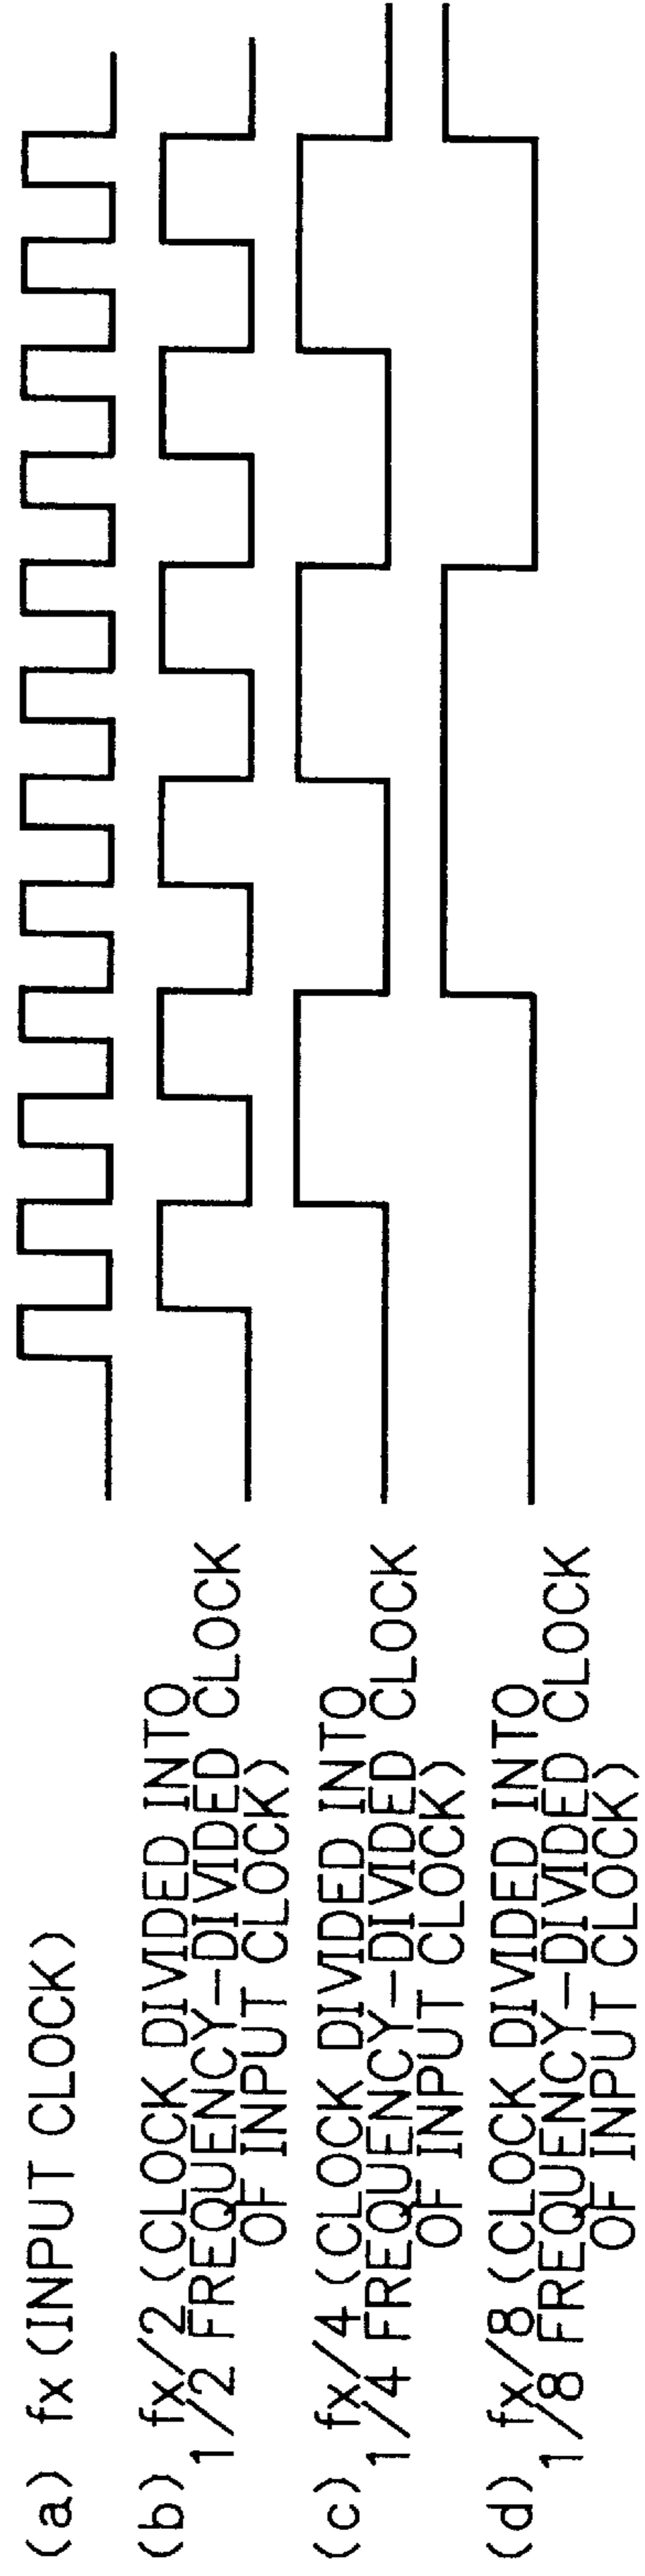 (a) fx (INPUT CLOCK)
(b) fx/2 (CLOCK DIVIDED INTO
1/2 FREQUENCY-DIVIDED CLOCK
OF INPUT CLOCK)
(c) fx/4 (CLOCK DIVIDED INTO
1/4 FREQUENCY-DIVIDED CLOCK
OF INPUT CLOCK)
(d) fx/8 (CLOCK DIVIDED INTO
1/8 FREQUENCY-DIVIDED CLOCK
OF INPUT CLOCK)